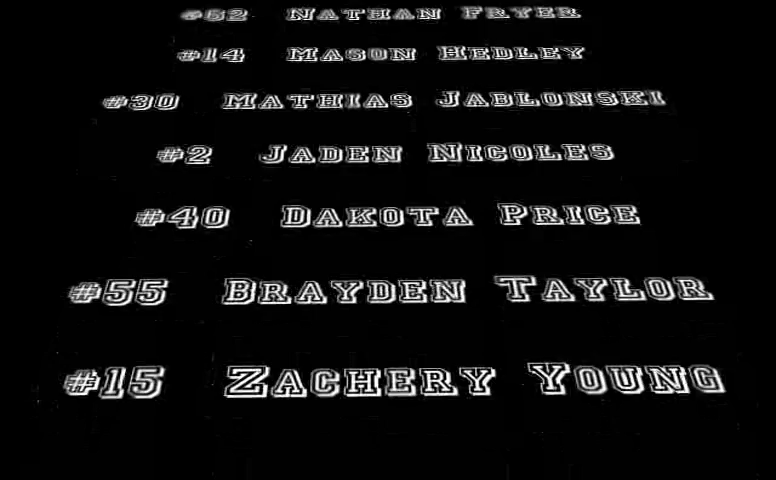 #52 Nathan Fryer
#14 Mason Hedley
#30 Mathias Jablonski
#2 Jaden Nicoles
#40 Dakota Price
#55 Brayden Taylor
#15 Zachery Young